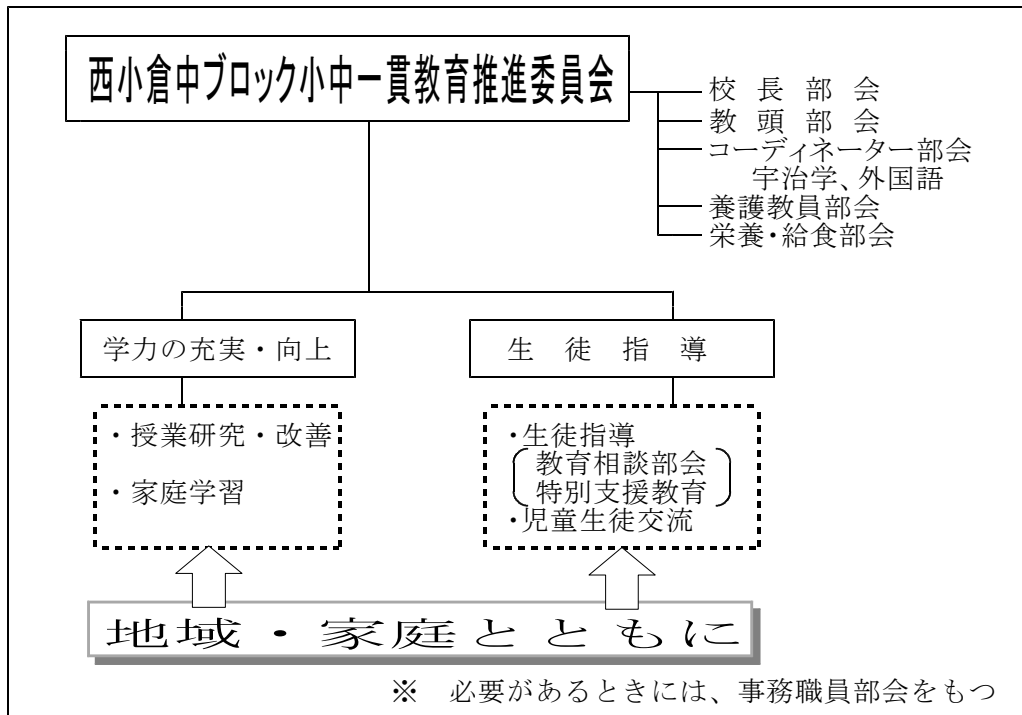 西小倉中ブロック小中一貫教育推進委員会
校長部会
教頭部会
コーディネーター部会
宇治学、外国語
養護教員部会
栄養・給食部会
学力の充実・向上
生徒指導
・授業研究・改善
・家庭学習
・生徒指導
教育相談部会
特別支援教育
・児童生徒交流
地域・家庭とともに
※　必要があるときには、事務職員部会をもつ